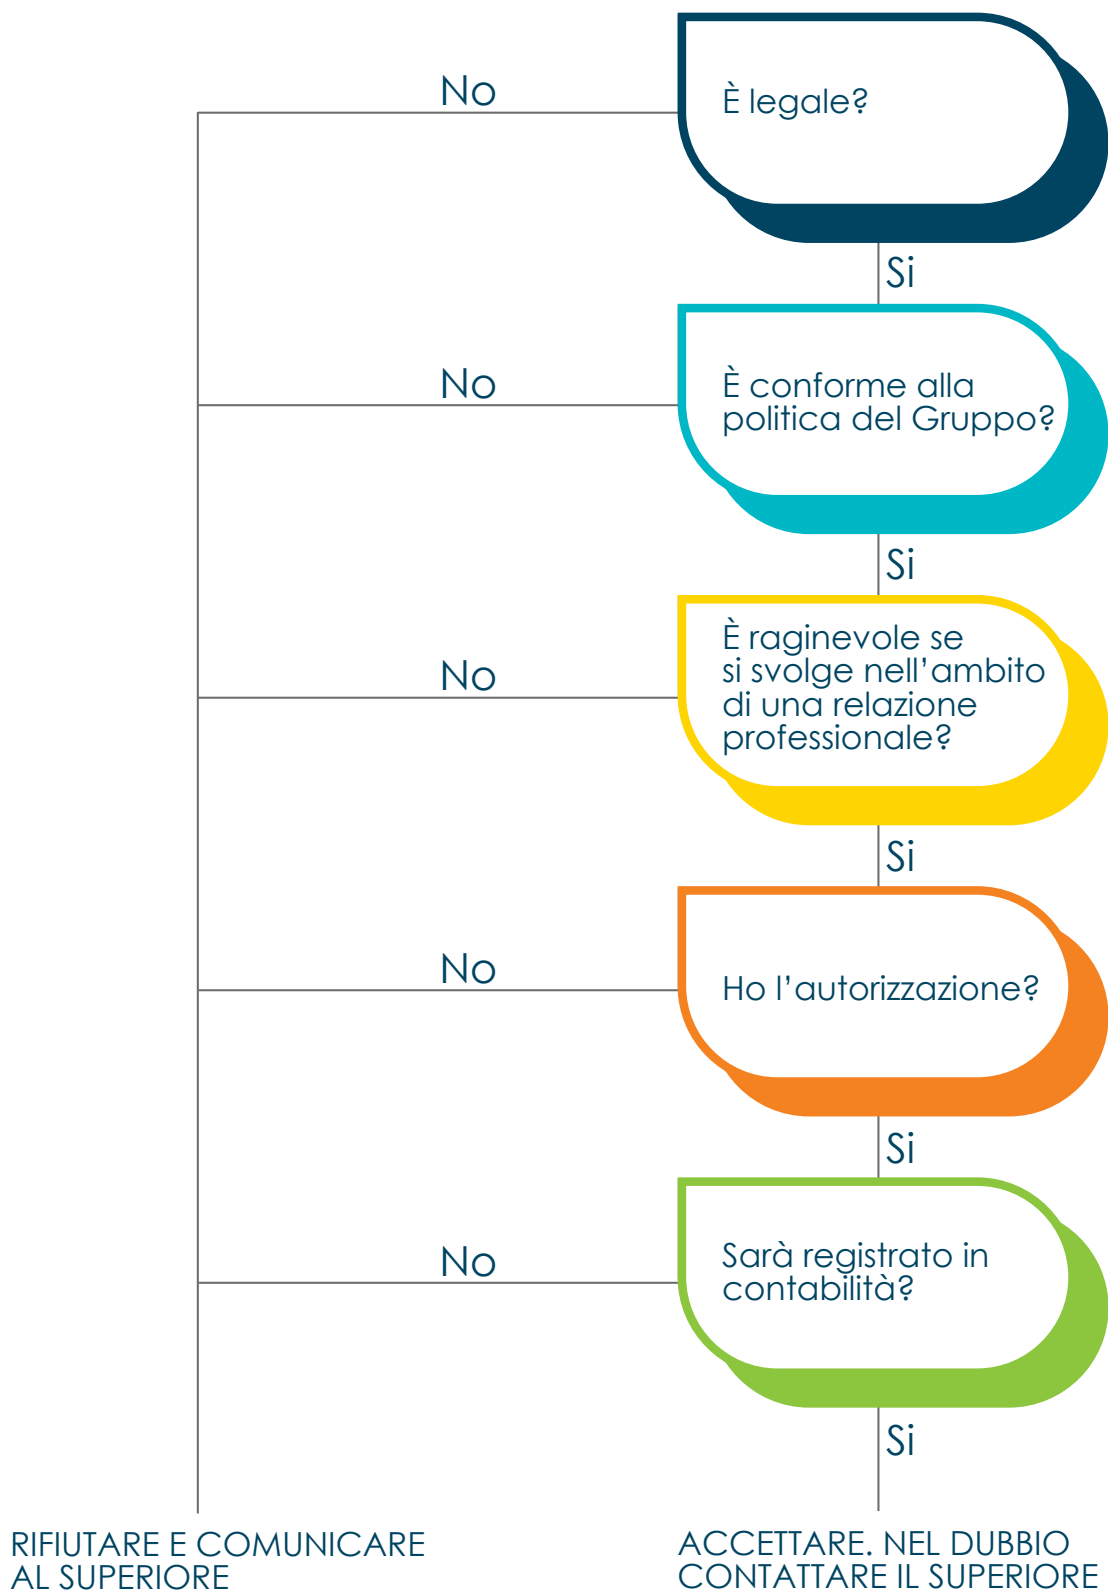 No
È legale?
Si
No
È conforme alla
politica del Gruppo?
Si
No
È raginevole se
si svolge nell’ambito
di una relazione
professionale?
Si
No
Ho l’autorizzazione?
Si
No
Sarà registrato in
contabilità?
Si
RIFIUTARE E COMUNICARE
AL SUPERIORE
ACCETTARE. NEL DUBBIO
CONTATTARE IL SUPERIORE